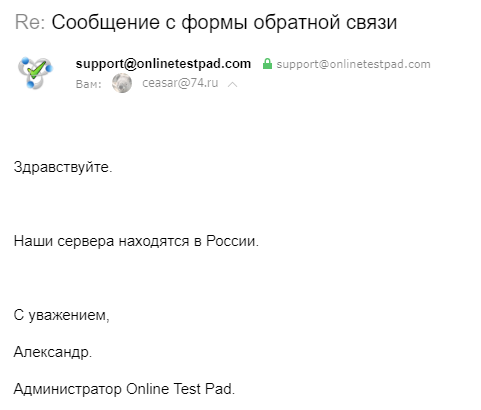 Re: Сообщение с формы обратной связи
support@onlinetestpad.com support@onlinetestpad.com
Вам: ceasar@74.ru
Здравствуйте.
Наши сервера находятся в России.
С уважением,
Александр.
Администратор Online Test Pad.